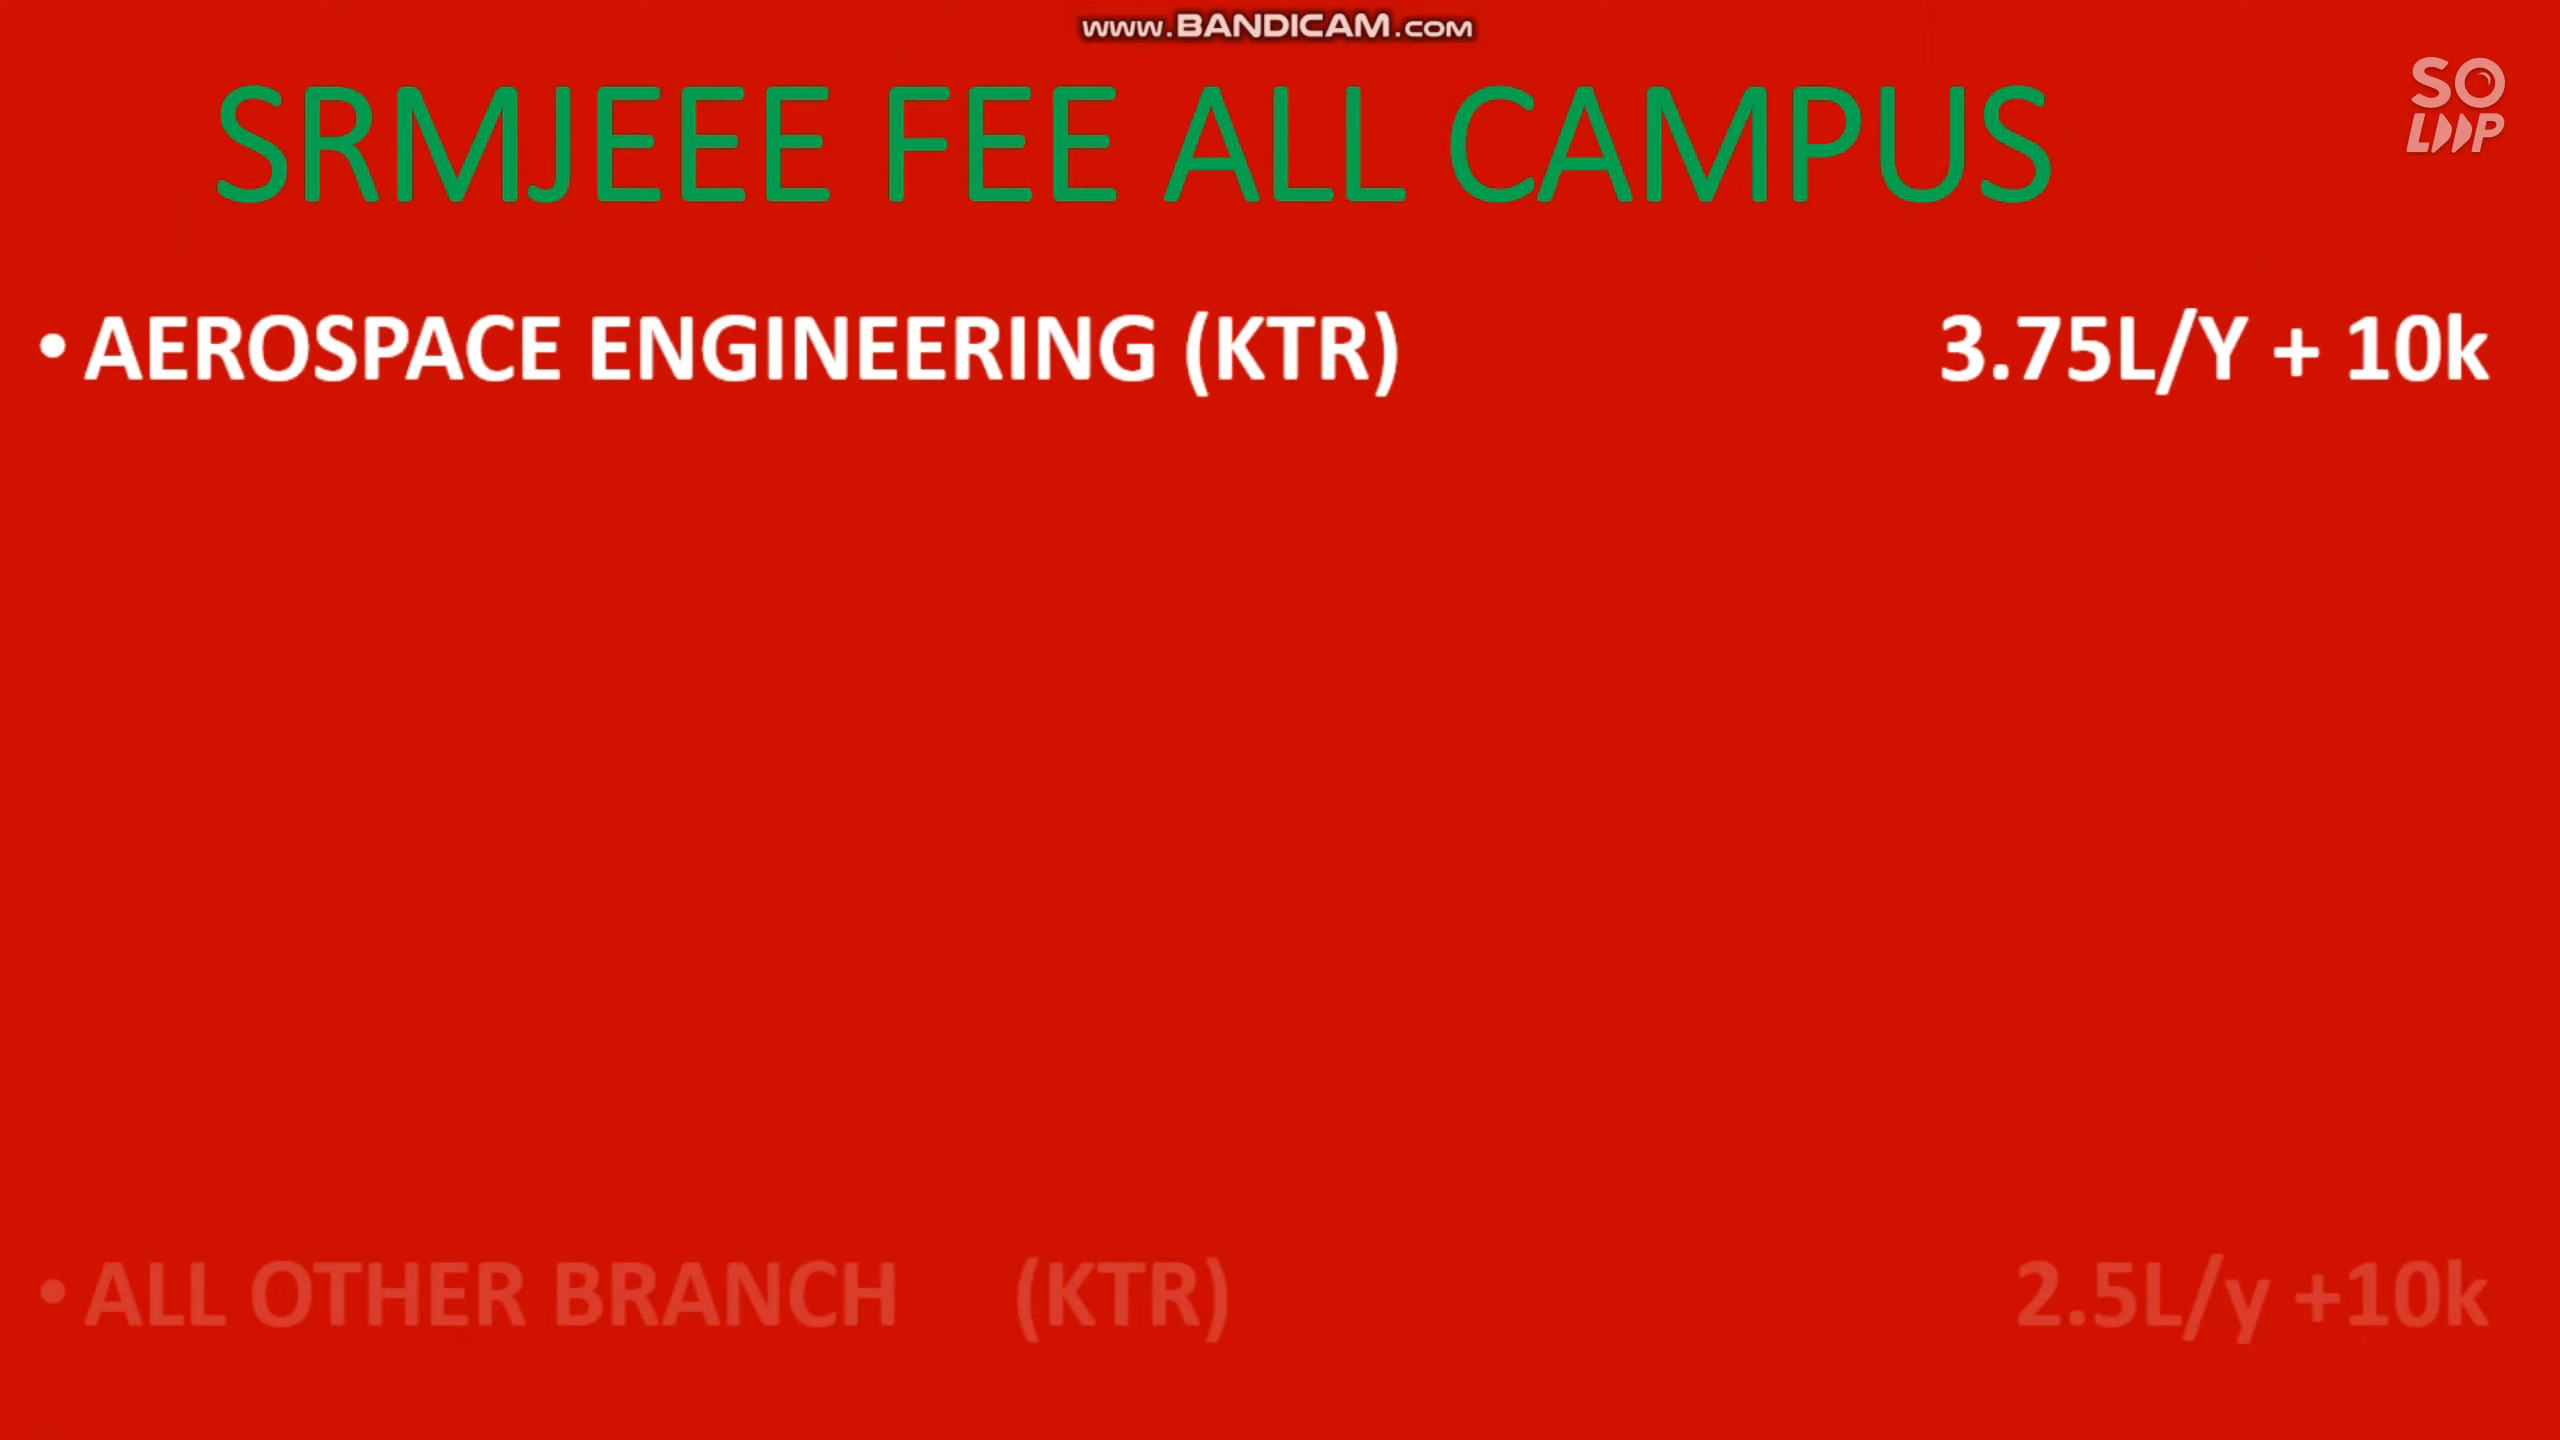 www.BANDICAM.com
SO
LOOP
SRMJEEE FEE ALL CAMPUS
• AEROSPACE ENGINEERING (KTR) 3.75L/Y + 10k
• ALL OTHER BRANCH (KTR) 2.5L/y +10k